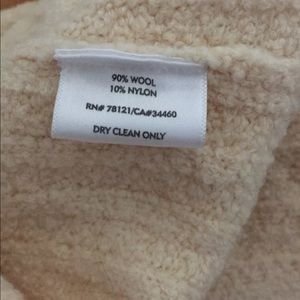 90% WOOL
10% NYLON
RN# 78121/CA#34460
DRY CLEAN ONLY